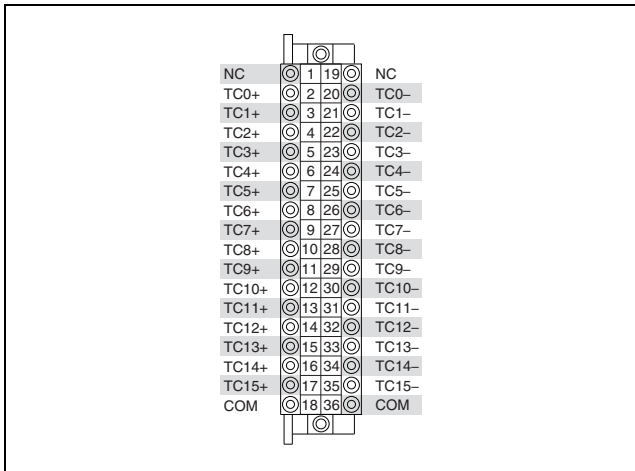 NC 1 19 NC
TC0+ 2 20 TC0–
TC1+ 3 21 TC1–
TC2+ 4 22 TC2–
TC3+ 5 23 TC3–
TC4+ 6 24 TC4–
TC5+ 7 25 TC5–
TC6+ 8 26 TC6–
TC7+ 9 27 TC7–
TC8+ 10 28 TC8–
TC9+ 11 29 TC9–
TC10+ 12 30 TC10–
TC11+ 13 31 TC11–
TC12+ 14 32 TC12–
TC13+ 15 33 TC13–
TC14+ 16 34 TC14–
TC15+ 17 35 TC15–
COM 18 36 COM